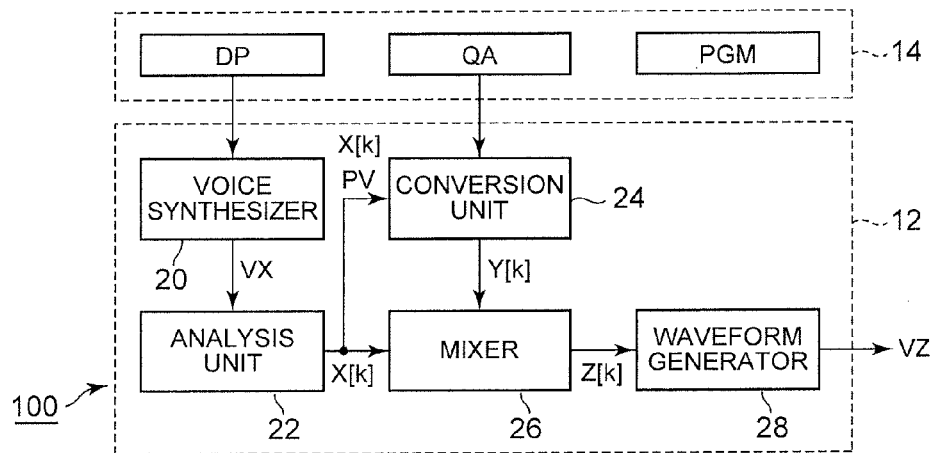 DP
QA
PGM
14
X[k]
PV
VOICE
SYNTHESIZER
CONVERSION
UNIT
24
12
20
VX
Y[k]
ANALYSIS
UNIT
MIXER
WAVEFORM
GENERATOR
VZ
X[k]
Z[k]
100
22
26
28